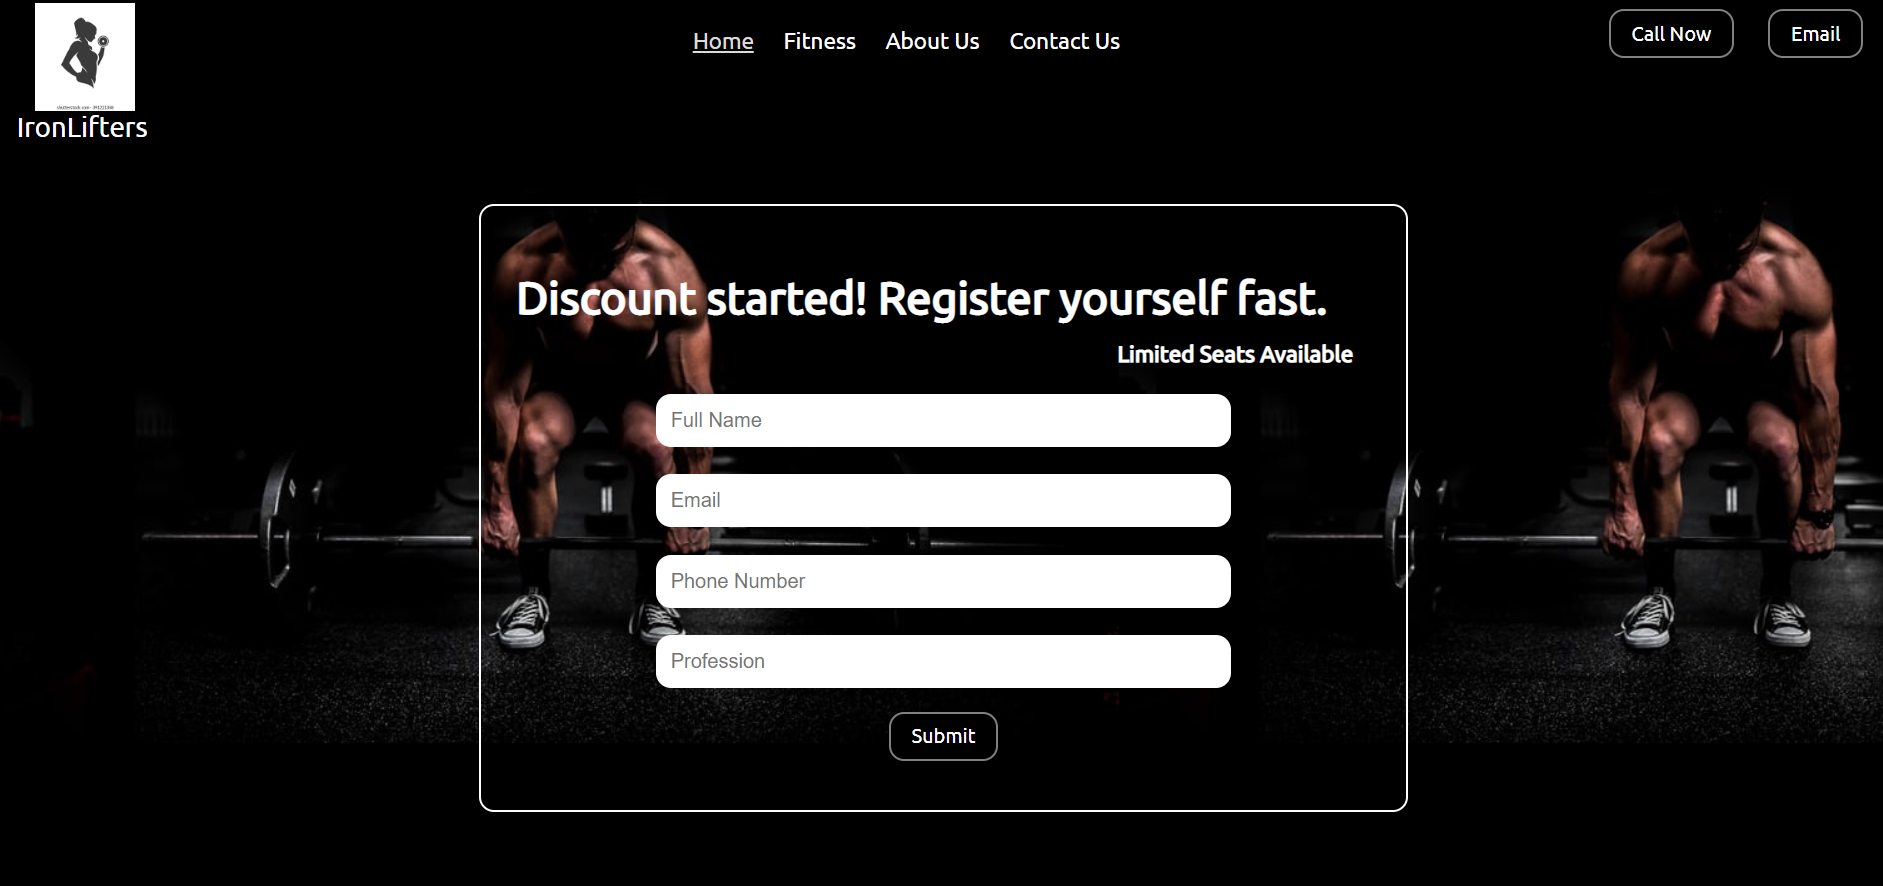 Home Fitness About Us Contact Us
Call Now Email
IronLifters
Discount started! Register yourself fast.
Limited Seats Available
Full Name
Email
Phone Number
Profession
Submit